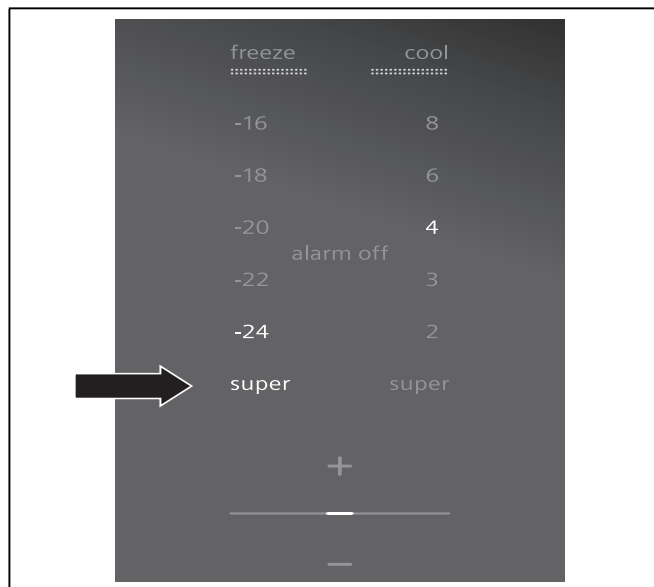 freeze cool
-16 8
-18 6
-20 4
alarm off
-22 3
-24 2
super super
+
−